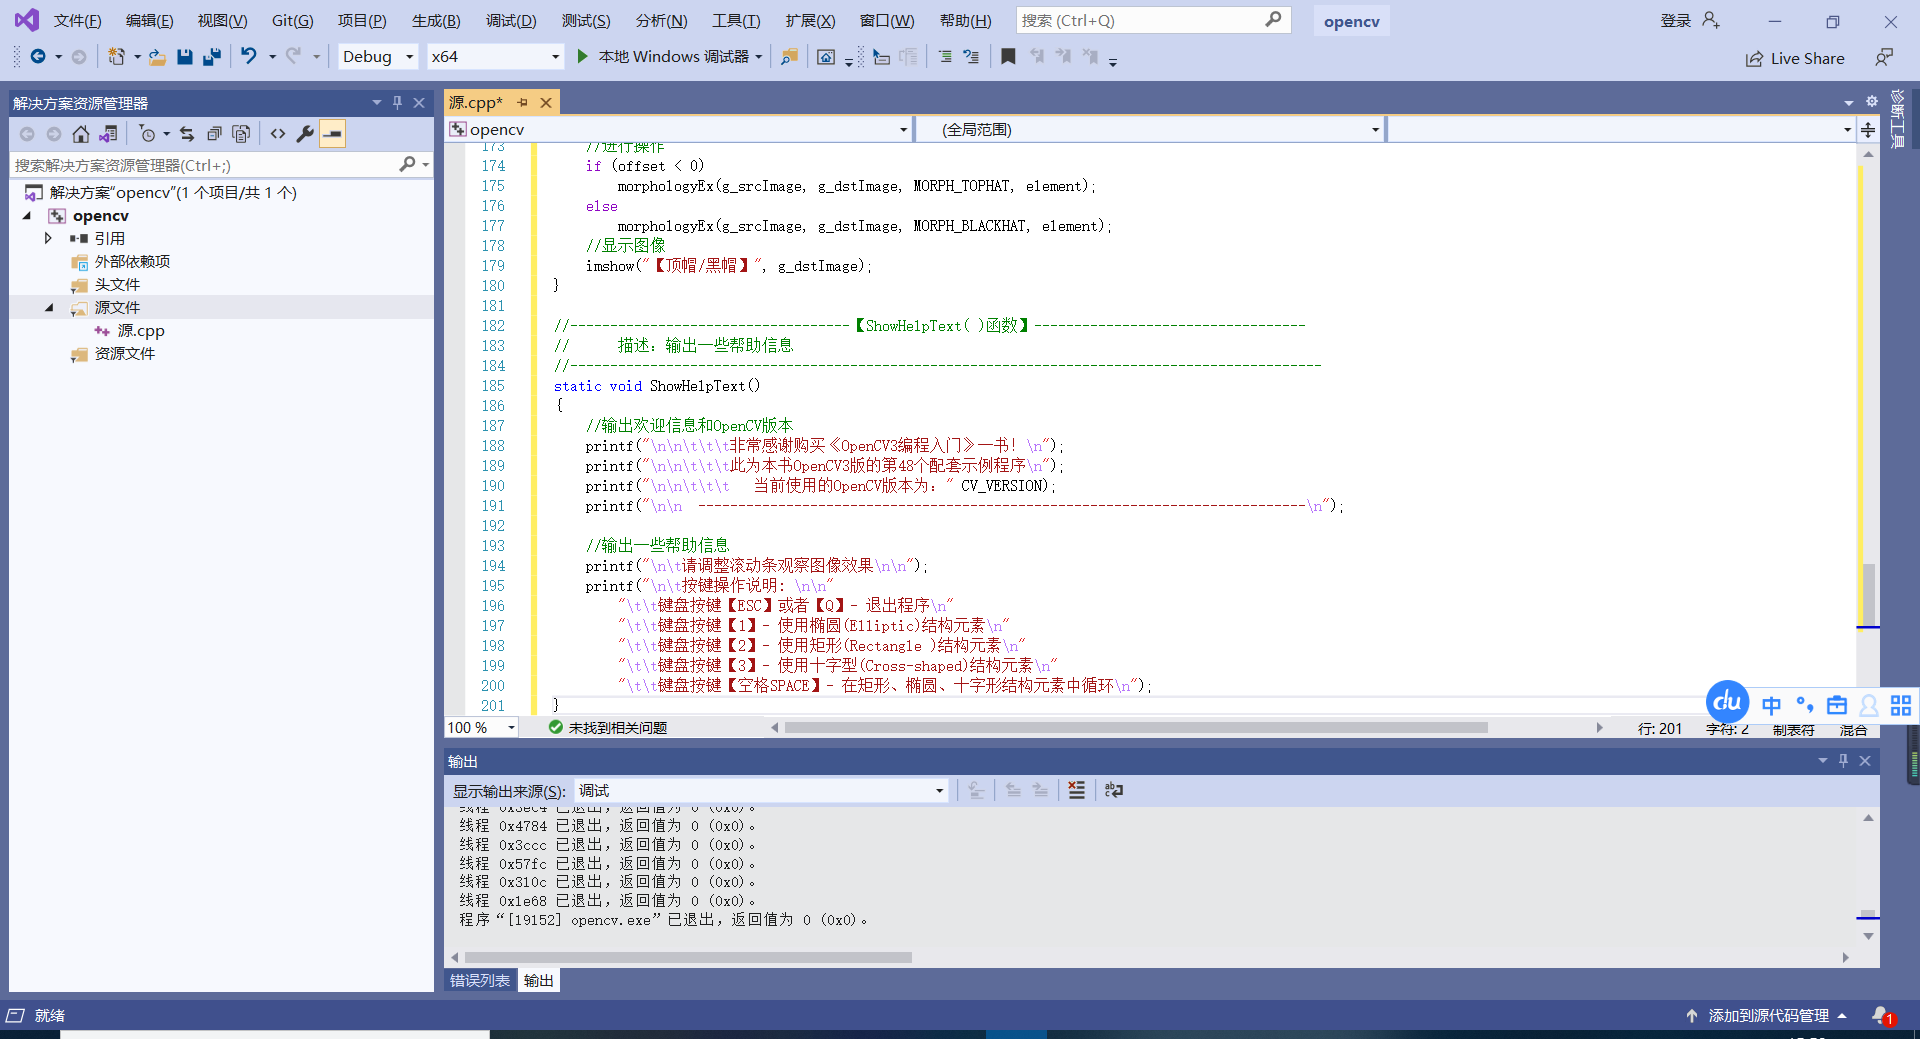 文件(F) 编辑(E) 视图(V) Git(G) 项目(P) 生成(B) 调试(D) 测试(S) 分析(N) 工具(T) 扩展(X) 窗口(W) 帮助(H) 搜索 (Ctrl+Q) opencv 登录
Debug x64 本地 Windows 调试器 Live Share
解决方案资源管理器
搜索解决方案资源管理器(Ctrl+;)
解决方案"opencv"(1 个项目/共 1 个)
opencv
引用
外部依赖项
头文件
源文件
源.cpp
资源文件
源.cpp*
opencv (全局范围)
173 //进行操作
174 if (offset < 0)
175 morphologyEx(g_srcImage, g_dstImage, MORPH_TOPHAT, element);
176 else
177 morphologyEx(g_srcImage, g_dstImage, MORPH_BLACKHAT, element);
178 //显示图像
179 imshow("【顶帽/黑帽】", g_dstImage);
180 }
181
182 //-----------------------------------【ShowHelpText( )函数】----------------------------------
183 // 描述：输出一些帮助信息
184 //----------------------------------------------------------------------------------------------
185 static void ShowHelpText()
186 {
187 //输出欢迎信息和OpenCV版本
188 printf("\n\n\t\t\t非常感谢购买《OpenCV3编程入门》一书！\n");
189 printf("\n\n\t\t\t此为本书OpenCV3版的第48个配套示例程序\n");
190 printf("\n\n\t\t\t   当前使用的OpenCV版本为：" CV_VERSION);
191 printf("\n\n  ----------------------------------------------------------------------------\n");
192
193 //输出一些帮助信息
194 printf("\n\t请调整滚动条观察图像效果\n\n");
195 printf("\n\t按键操作说明: \n\n"
196 "\t\t键盘按键【ESC】或者【Q】- 退出程序\n"
197 "\t\t键盘按键【1】- 使用椭圆(Elliptic)结构元素\n"
198 "\t\t键盘按键【2】- 使用矩形(Rectangle )结构元素\n"
199 "\t\t键盘按键【3】- 使用十字型(Cross-shaped)结构元素\n"
200 "\t\t键盘按键【空格SPACE】- 在矩形、椭圆、十字形结构元素中循环\n");
201 }
100 % 未找到相关问题 行: 201 字符: 2 制表符 混合
诊断工具
du 中
输出
显示输出来源(S): 调试
线程 0x3ec4 已退出，返回值为 0 (0x0)。
线程 0x4784 已退出，返回值为 0 (0x0)。
线程 0x3ccc 已退出，返回值为 0 (0x0)。
线程 0x57fc 已退出，返回值为 0 (0x0)。
线程 0x310c 已退出，返回值为 0 (0x0)。
线程 0x1e68 已退出，返回值为 0 (0x0)。
程序“[19152] opencv.exe”已退出，返回值为 0 (0x0)。
错误列表 输出
就绪 添加到源代码管理 1